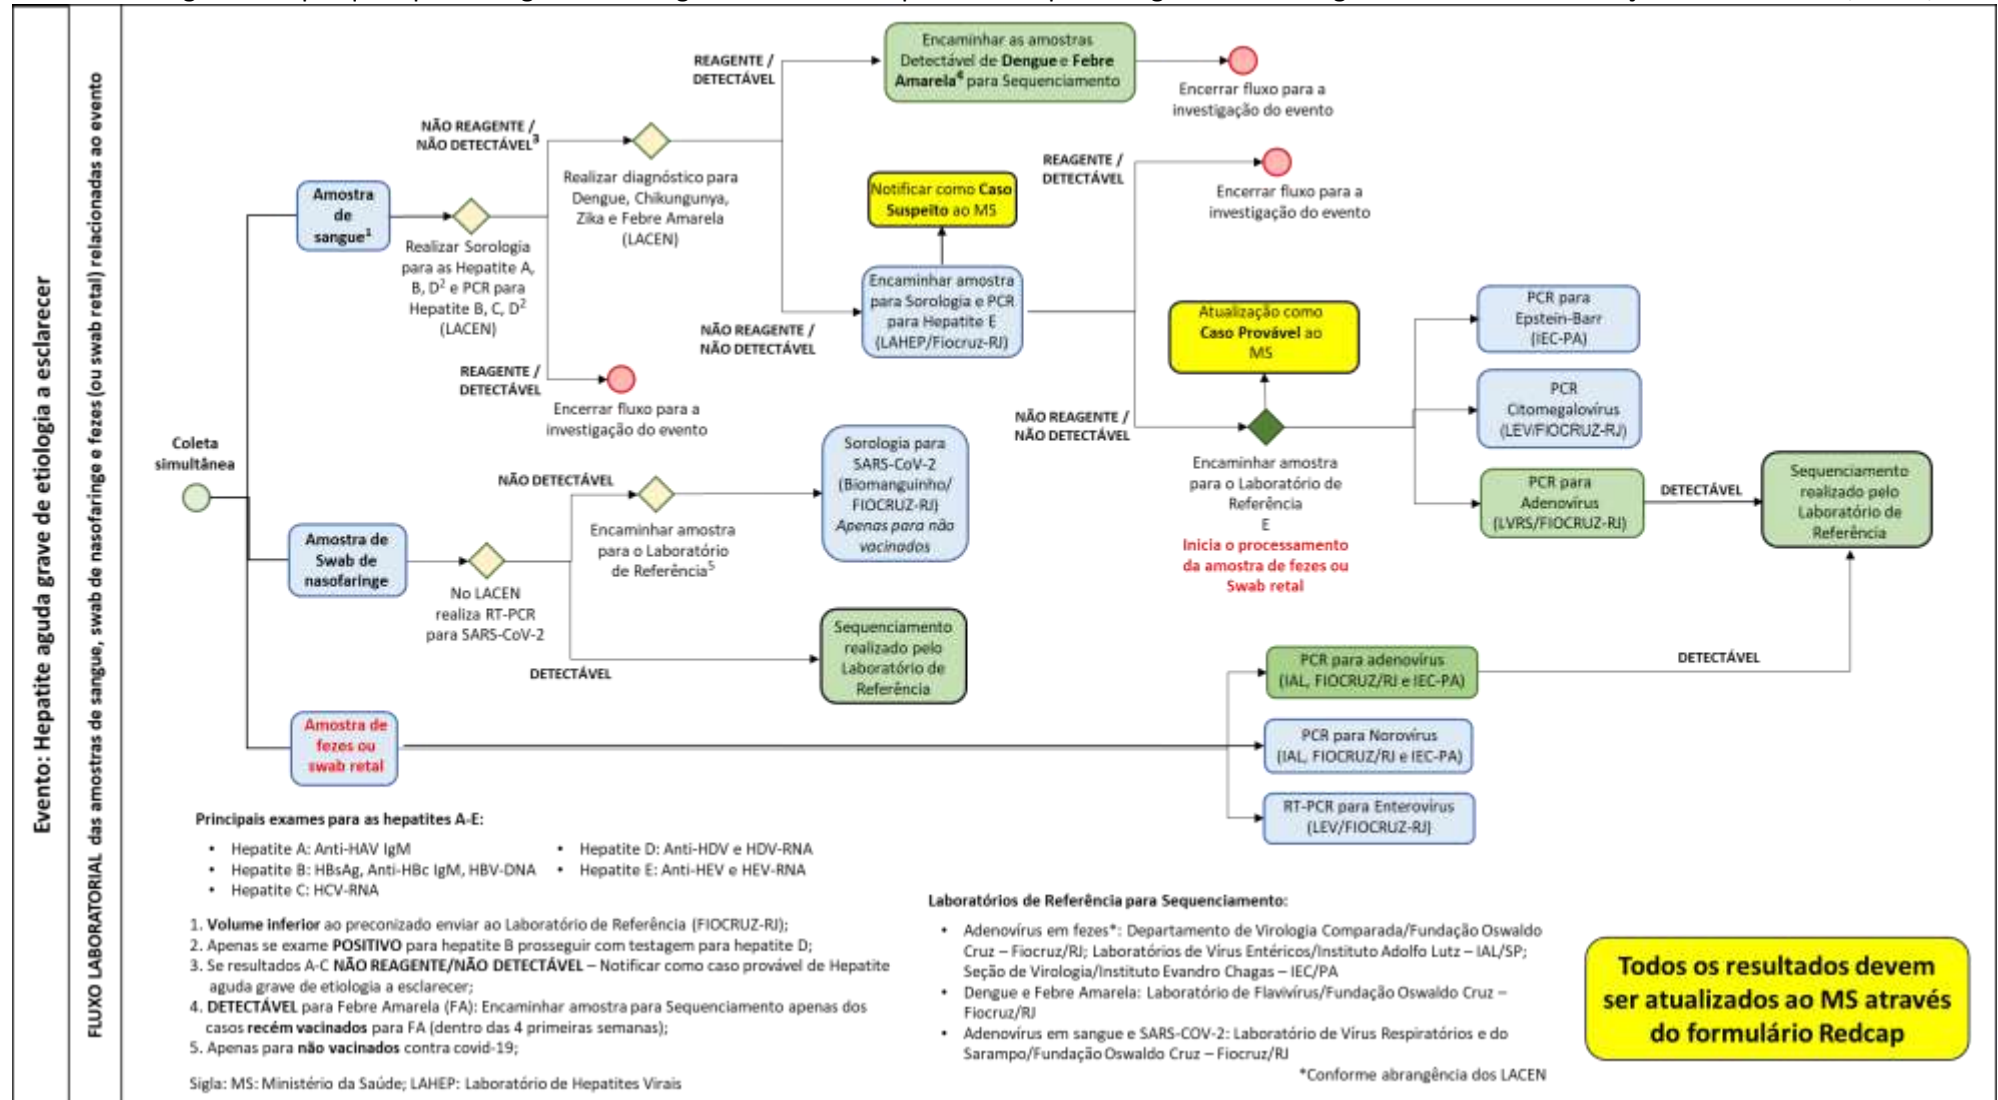 Evento: Hepatite aguda grave de etiologia a esclarecer
FLUXO LABORATORIAL das amostras de sangue, swab de nasofaringe e fezes (ou swab retal) relacionadas ao evento
Coleta
simultânea
Amostra
de
sangue1
Realizar Sorologia
para as Hepatite A,
B, D2 e PCR para
Hepatite B, C, D2
(LACEN)
NÃO REAGENTE /
NÃO DETECTÁVEL3
REAGENTE /
DETECTÁVEL
Encerrar fluxo para a
investigação do evento
Realizar diagnóstico para
Dengue, Chikungunya,
Zika e Febre Amarela
(LACEN)
REAGENTE /
DETECTÁVEL
Encaminhar as amostras
Detectável de Dengue e Febre
Amarela4 para Sequenciamento
Encerrar fluxo para a
investigação do evento
NÃO REAGENTE /
NÃO DETECTÁVEL
Notificar como Caso
Suspeito ao MS
Encaminhar amostra
para Sorologia e PCR
para Hepatite E
(LAHEP/Fiocruz-RJ)
REAGENTE /
DETECTÁVEL
Encerrar fluxo para a
investigação do evento
NÃO REAGENTE /
NÃO DETECTÁVEL
Atualização como
Caso Provável ao
MS
Encaminhar amostra
para o Laboratório de
Referência
E
Inicia o processamento
da amostra de fezes ou
Swab retal
PCR para
Epstein-Barr
(IEC-PA)
PCR
Citomegalovírus
(LEV/FIOCRUZ-RJ)
PCR para
Adenovírus
(LVRS/FIOCRUZ-RJ)
DETECTÁVEL
Sequenciamento
realizado pelo
Laboratório de
Referência
Amostra de
Swab de
nasofaringe
No LACEN
realiza RT-PCR
para SARS-CoV-2
NÃO DETECTÁVEL
Encaminhar amostra
para o Laboratório
de Referência5
Sorologia para
SARS-CoV-2
(Biomanguinho/
FIOCRUZ-RJ)
Apenas para não
vacinados
DETECTÁVEL
Sequenciamento
realizado pelo
Laboratório de
Referência
Amostra de
fezes ou
swab retal
PCR para adenovírus
(IAL, FIOCRUZ/RJ e IEC-PA)
DETECTÁVEL
PCR para Norovírus
(IAL, FIOCRUZ/RJ e IEC-PA)
RT-PCR para Enterovírus
(LEV/FIOCRUZ-RJ)
Principais exames para as hepatites A-E:
• Hepatite A: Anti-HAV IgM
• Hepatite B: HBsAg, Anti-HBc IgM, HBV-DNA
• Hepatite C: HCV-RNA
• Hepatite D: Anti-HDV e HDV-RNA
• Hepatite E: Anti-HEV e HEV-RNA
1. Volume inferior ao preconizado enviar ao Laboratório de Referência (FIOCRUZ-RJ);
2. Apenas se exame POSITIVO para hepatite B prosseguir com testagem para hepatite D;
3. Se resultados A-C NÃO REAGENTE/NÃO DETECTÁVEL – Notificar como caso provável de Hepatite
aguda grave de etiologia a esclarecer;
4. DETECTÁVEL para Febre Amarela (FA): Encaminhar amostra para Sequenciamento apenas dos
casos recém vacinados para FA (dentro das 4 primeiras semanas);
5. Apenas para não vacinados contra covid-19;
Sigla: MS: Ministério da Saúde; LAHEP: Laboratório de Hepatites Virais
Laboratórios de Referência para Sequenciamento:
• Adenovírus em fezes*: Departamento de Virologia Comparada/Fundação Oswaldo
Cruz – Fiocruz/RJ; Laboratórios de Vírus Entéricos/Instituto Adolfo Lutz – IAL/SP;
Seção de Virologia/Instituto Evandro Chagas – IEC/PA
• Dengue e Febre Amarela: Laboratório de Flavivírus/Fundação Oswaldo Cruz –
Fiocruz/RJ
• Adenovírus em sangue e SARS-COV-2: Laboratório de Vírus Respiratórios e do
Sarampo/Fundação Oswaldo Cruz – Fiocruz/RJ
*Conforme abrangência dos LACEN
Todos os resultados devem
ser atualizados ao MS através
do formulário Redcap